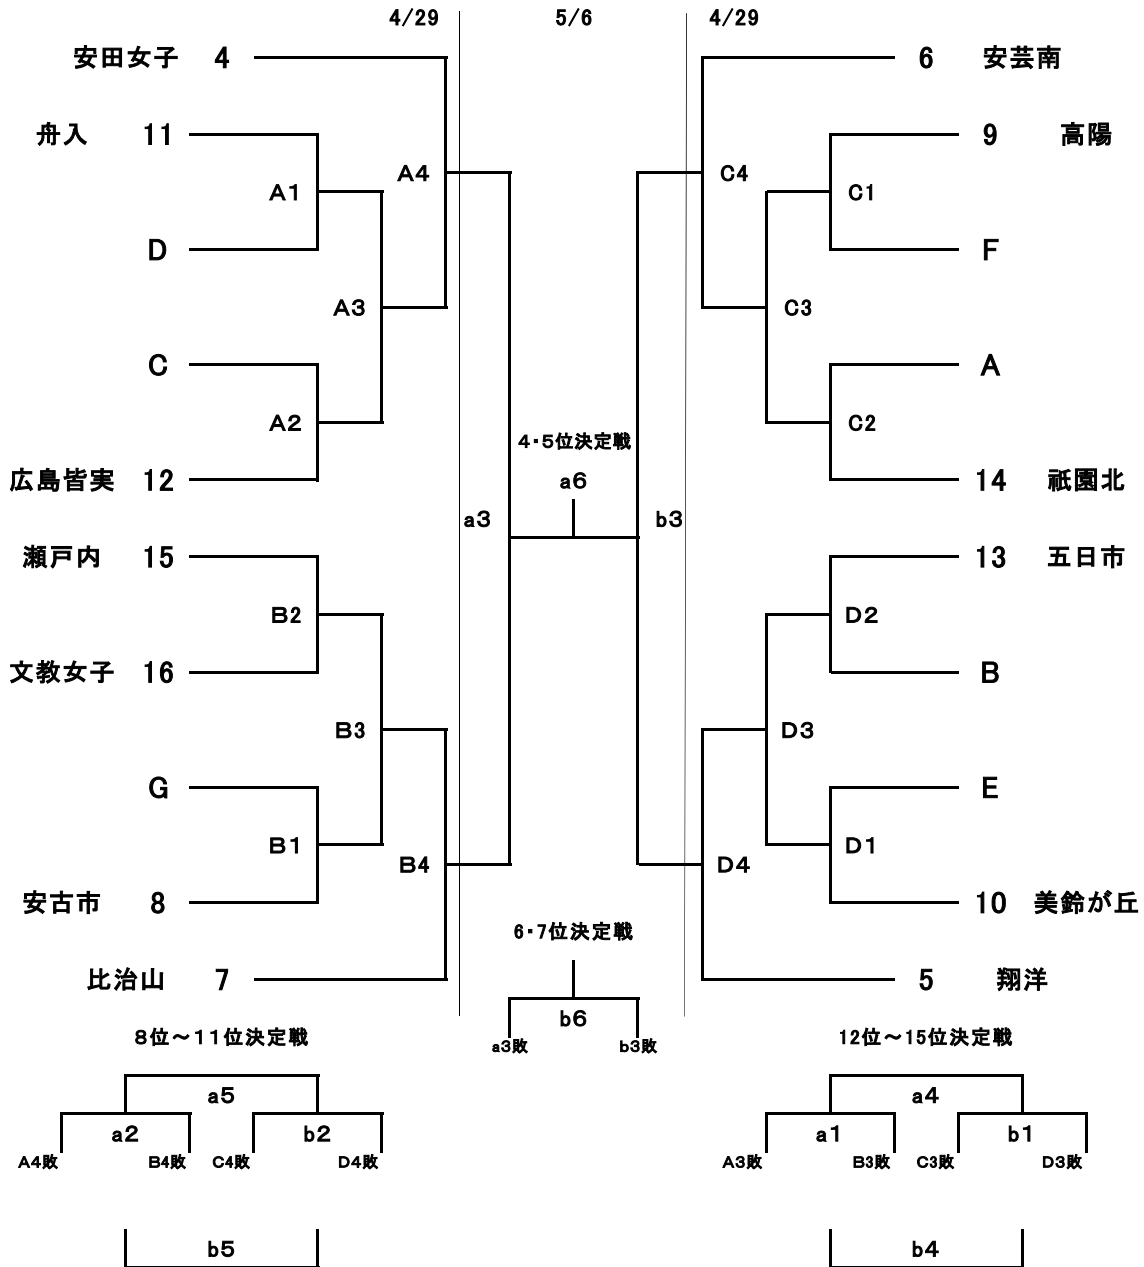 4/29 5/6 4/29
安田女子 4 6 安芸南
舟入 11 9 高陽
A4 C4
A1 C1
D F
A3 C3
C A
A2 C2
4・5位決定戦
広島皆実 12 a6 14 祇園北
a3 b3
瀬戸内 15 13 五日市
B2 D2
文教女子 16 B
B3 D3
G E
B1 D1
B4 D4
安古市 8 10 美鈴が丘
6・7位決定戦
比治山 7 5 翔洋
b6
8位～11位決定戦 a3敗 b3敗 12位～15位決定戦
a5 a4
a2 b2 a1 b1
A4敗 B4敗 C4敗 D4敗 A3敗 B3敗 C3敗 D3敗
b5 b4